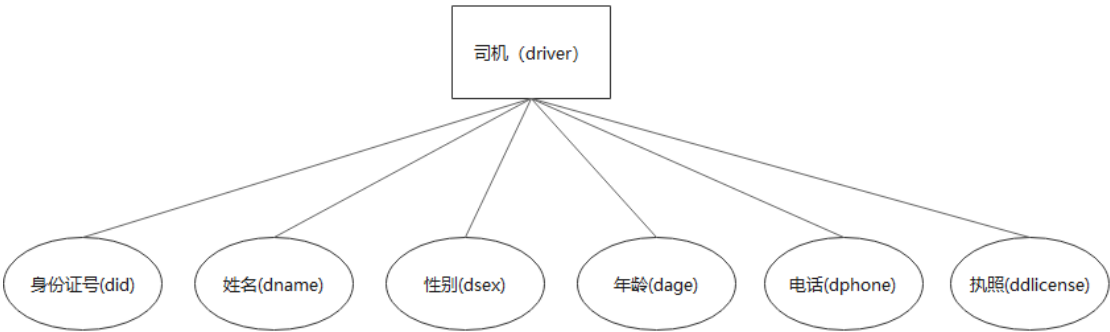 司机（driver）
身份证号(did)
姓名(dname)
性别(dsex)
年龄(dage)
电话(dphone)
执照(ddlicense)